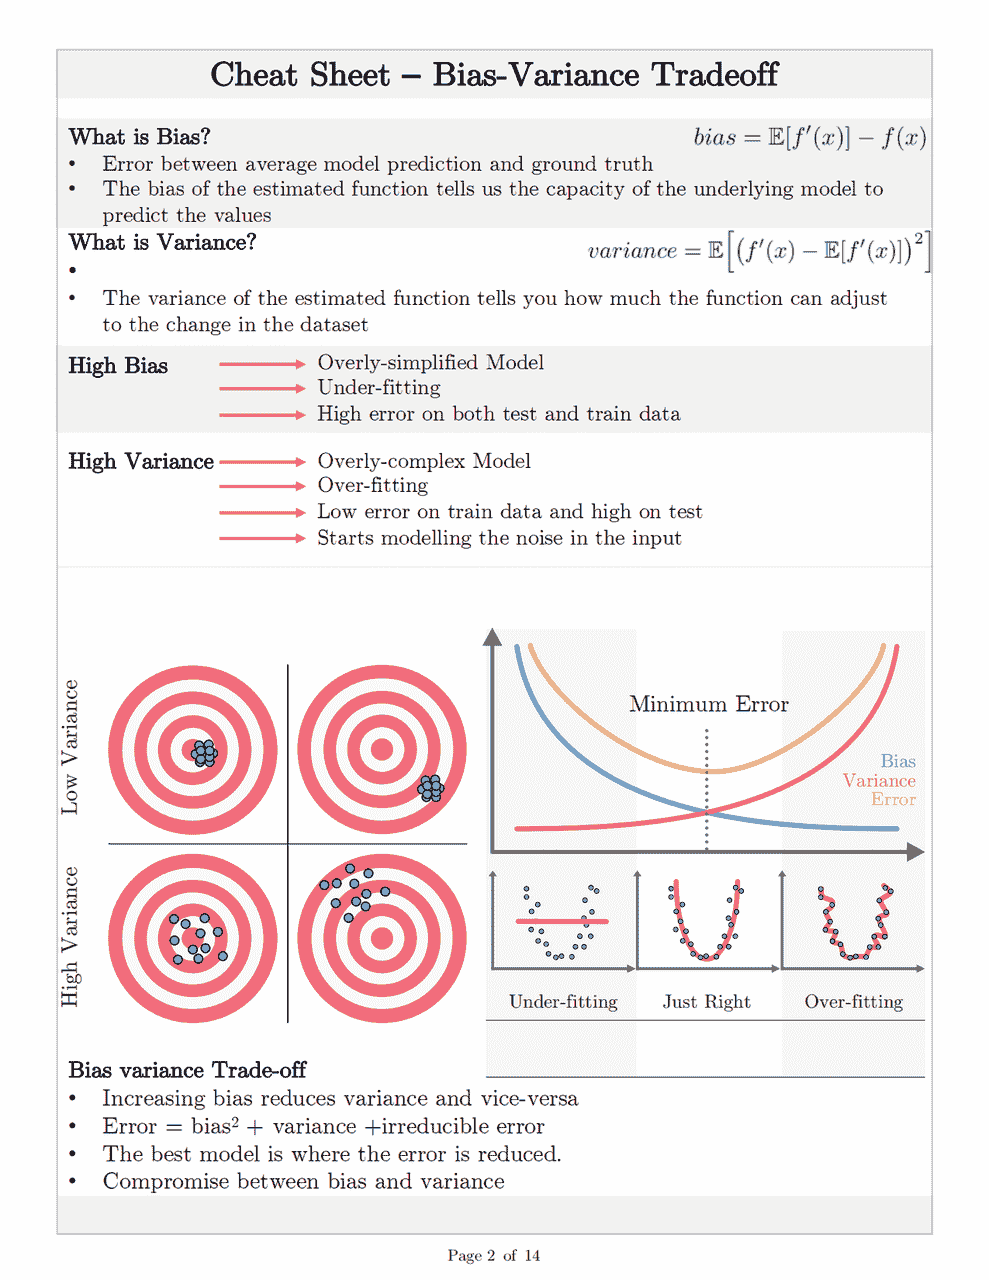 Cheat Sheet – Bias-Variance Tradeoff
What is Bias?
bias = 𝔼[f′(x)] − f(x)
• Error between average model prediction and ground truth
• The bias of the estimated function tells us the capacity of the underlying model to
predict the values
What is Variance?
variance = 𝔼[(f′(x) − 𝔼[f′(x)])²]
•
• The variance of the estimated function tells you how much the function can adjust
to the change in the dataset
High Bias
Overly-simplified Model
Under-fitting
High error on both test and train data
High Variance
Overly-complex Model
Over-fitting
Low error on train data and high on test
Starts modelling the noise in the input
Low Variance
High Variance
Minimum Error
Bias
Variance
Error
Under-fitting
Just Right
Over-fitting
Bias variance Trade-off
• Increasing bias reduces variance and vice-versa
• Error = bias² + variance +irreducible error
• The best model is where the error is reduced.
• Compromise between bias and variance
Page 2 of 14